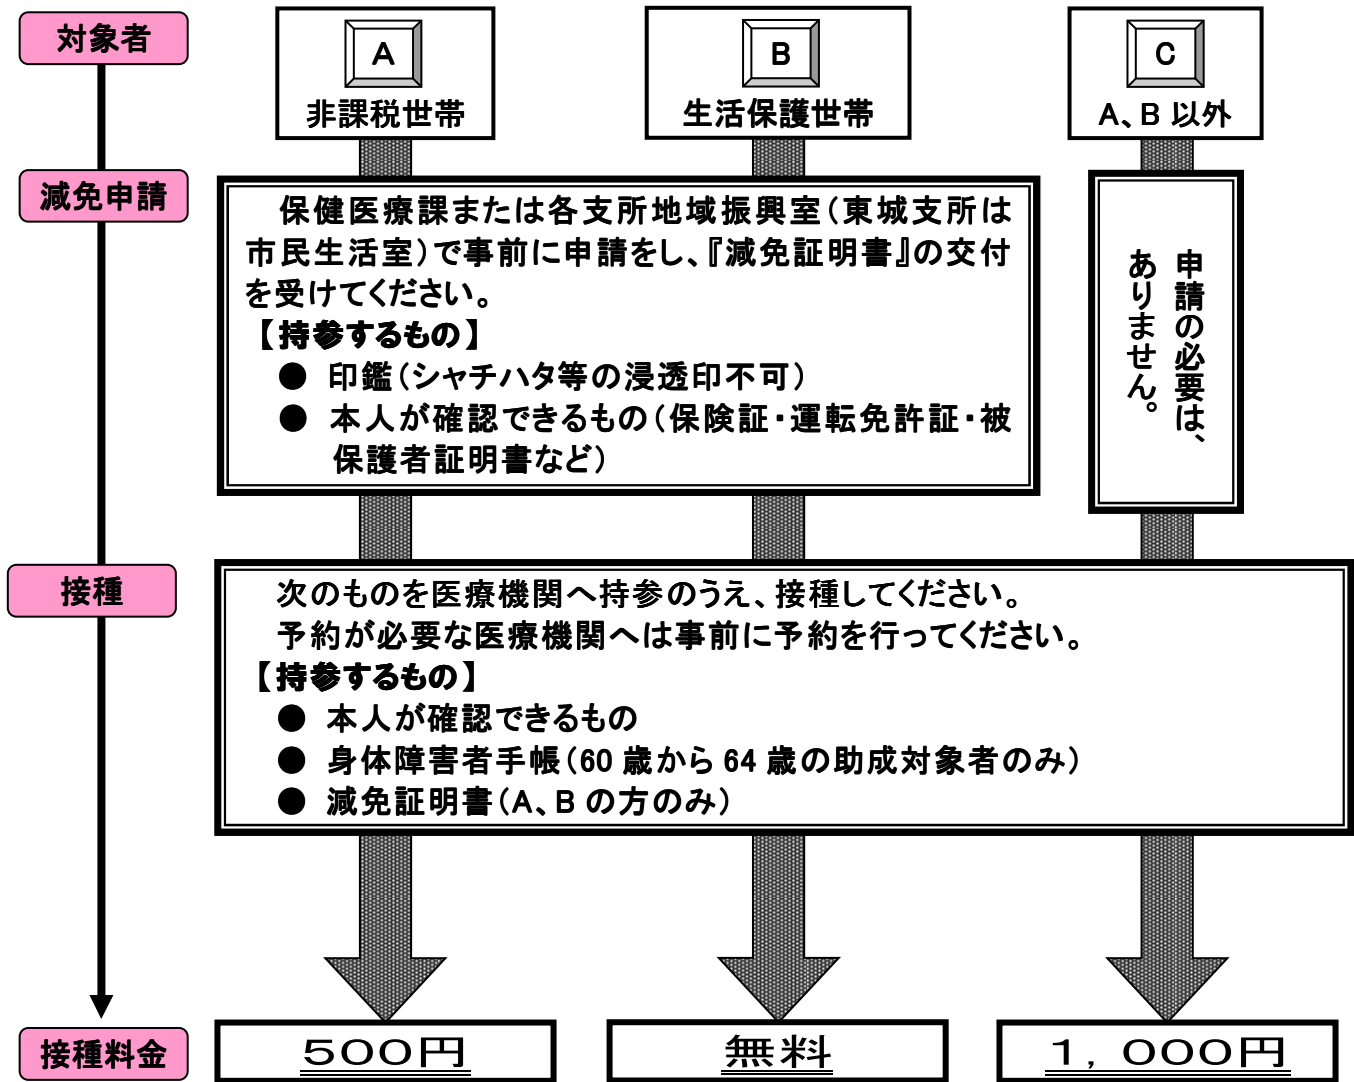 対象者
A
非課税世帯
B
生活保護世帯
C
A、B 以外
減免申請
保健医療課または各支所地域振興室（東城支所は
市民生活室）で事前に申請をし、『減免証明書』の交付
を受けてください。
【持参するもの】
● 印鑑（シャチハタ等の浸透印不可）
● 本人が確認できるもの（保険証・運転免許証・被
保護者証明書など）
申請の必要は、
ありません。
接種
次のものを医療機関へ持参のうえ、接種してください。
予約が必要な医療機関へは事前に予約を行ってください。
【持参するもの】
● 本人が確認できるもの
● 身体障害者手帳（60 歳から 64 歳の助成対象者のみ）
● 減免証明書（A、B の方のみ）
接種料金
５００円
無料
１，０００円